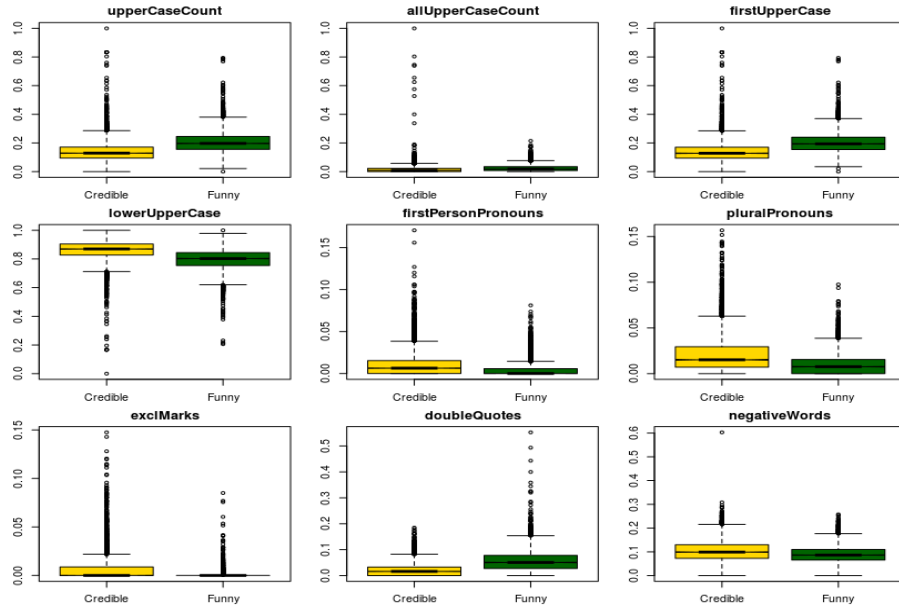 upperCaseCount
allUpperCaseCount
firstUpperCase
0.0 0.2 0.4 0.6 0.8 1.0
0.0 0.2 0.4 0.6 0.8 1.0
0.0 0.2 0.4 0.6 0.8 1.0
Credible Funny
Credible Funny
Credible Funny
lowerUpperCase
firstPersonPronouns
pluralPronouns
0.0 0.2 0.4 0.6 0.8 1.0
0.00 0.05 0.10 0.15
0.00 0.05 0.10 0.15
Credible Funny
Credible Funny
Credible Funny
exclMarks
doubleQuotes
negativeWords
0.00 0.05 0.10 0.15
0.0 0.1 0.2 0.3 0.4 0.5
0.0 0.1 0.2 0.3 0.4 0.5 0.6
Credible Funny
Credible Funny
Credible Funny